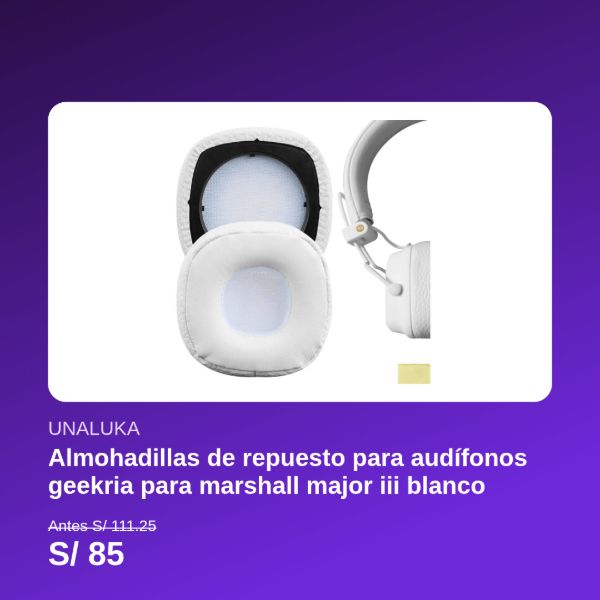 UNALUKA
Almohadillas de repuesto para audífonos
geekria para marshall major iii blanco
Antes S/ 111.25
S/ 85